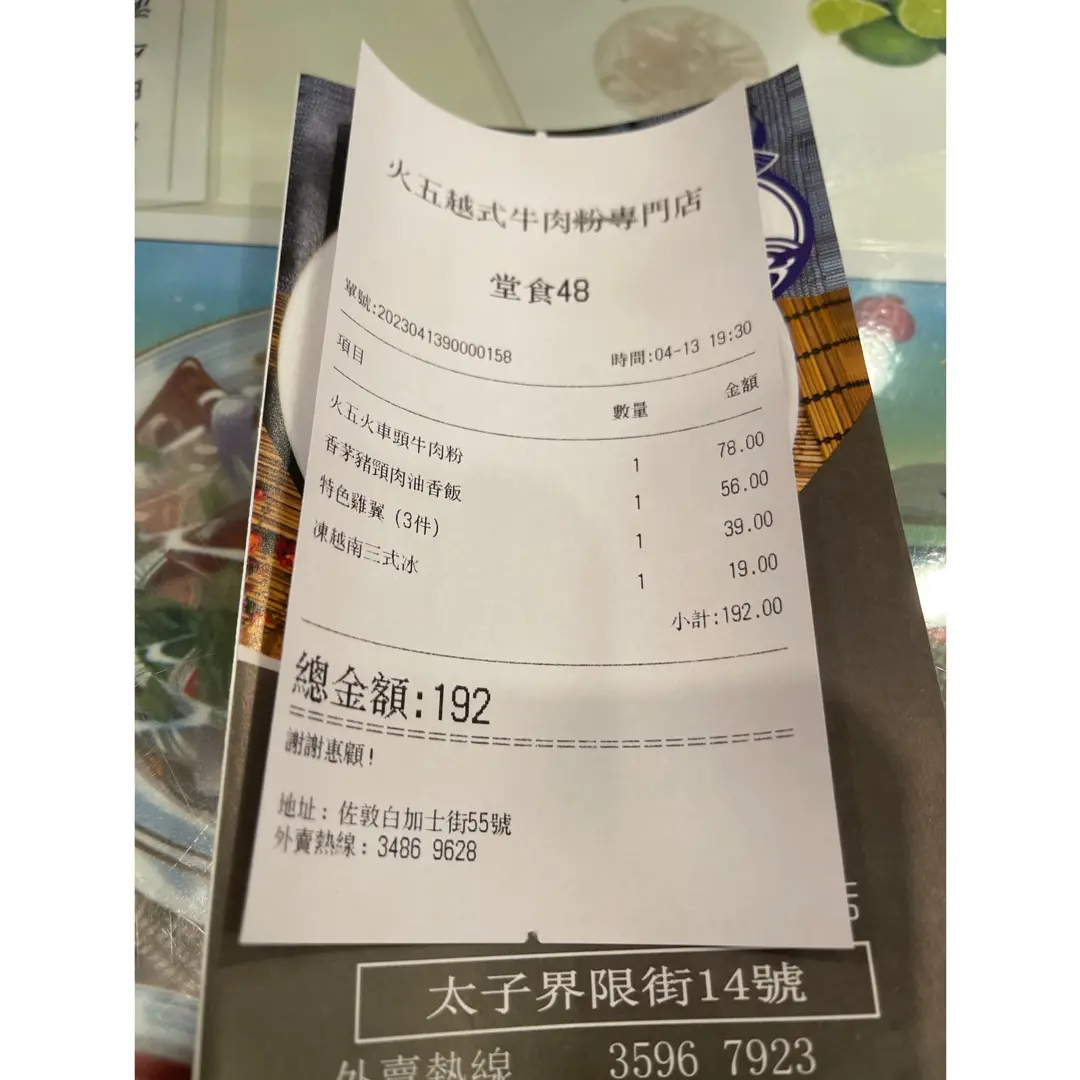 火五越式牛肉粉專門店
堂食48
單號:2023041390000158 時間:04-13 19:30
項目 數量 金額
火五火車頭牛肉粉 1 78.00
香茅豬頸肉油香飯 1 56.00
特色雞翼 (3件) 1 39.00
凍越南三式冰 1 19.00
小計:192.00
總金額:192
謝謝惠顧!
地址: 佐敦白加士街55號
外賣熱線: 3486 9628
太子界限街14號
外賣熱線 3596 7923